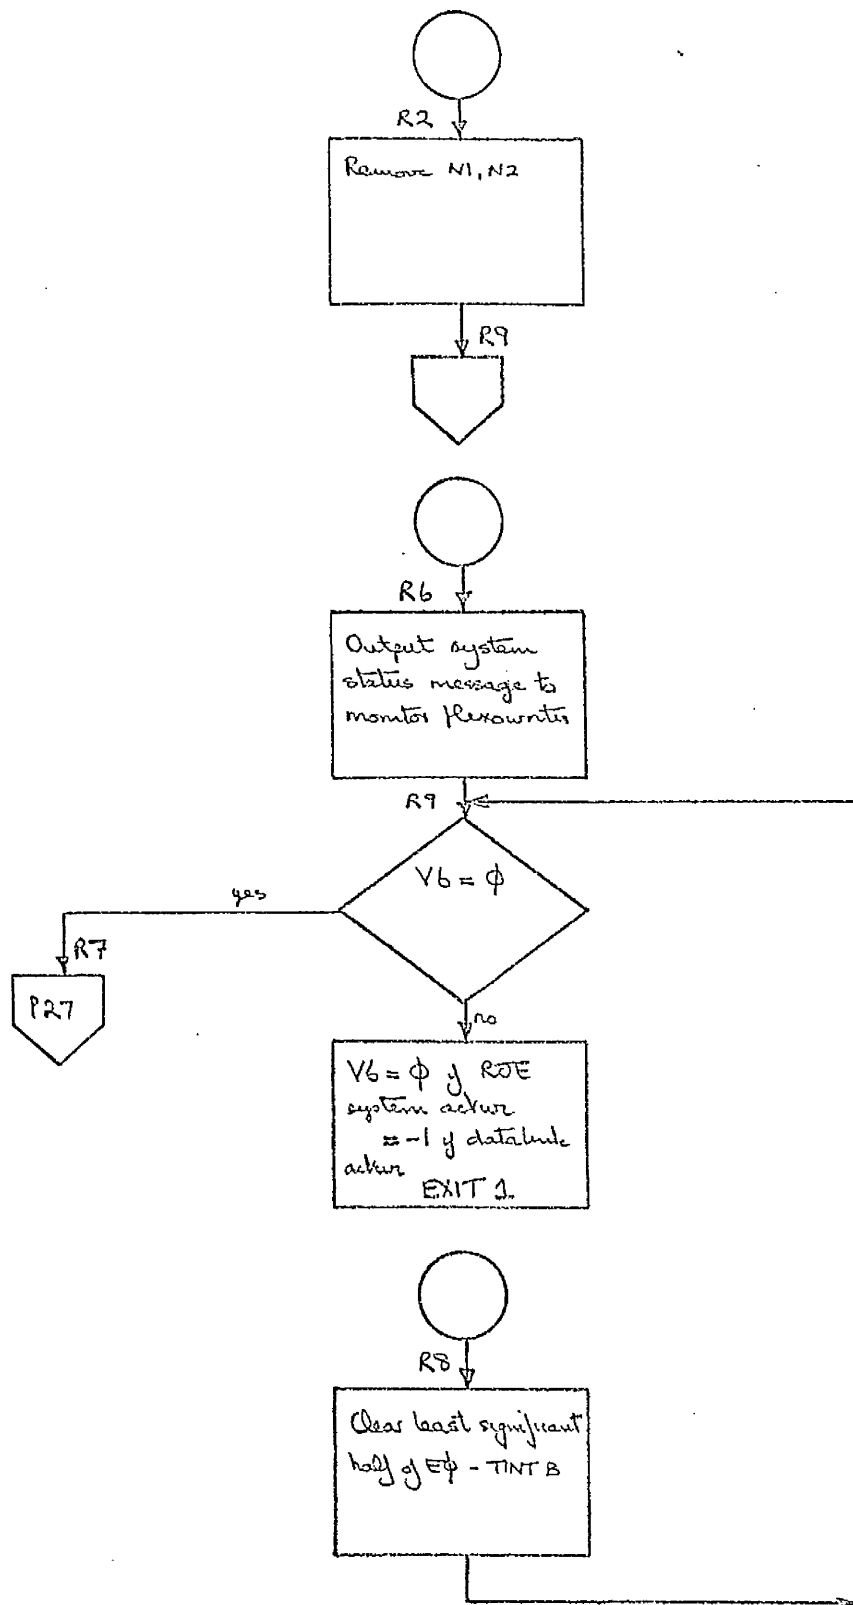 R2
Remove N1, N2
R9
R6
Output system
status message to
monitor flexowriter
R9
V6 = ϕ
yes
R7
P27
no
V6 = ϕ if RJE
system active
= -1 if datalink
active
EXIT 1
R8
Clear least significant
half of Eϕ - TINT B